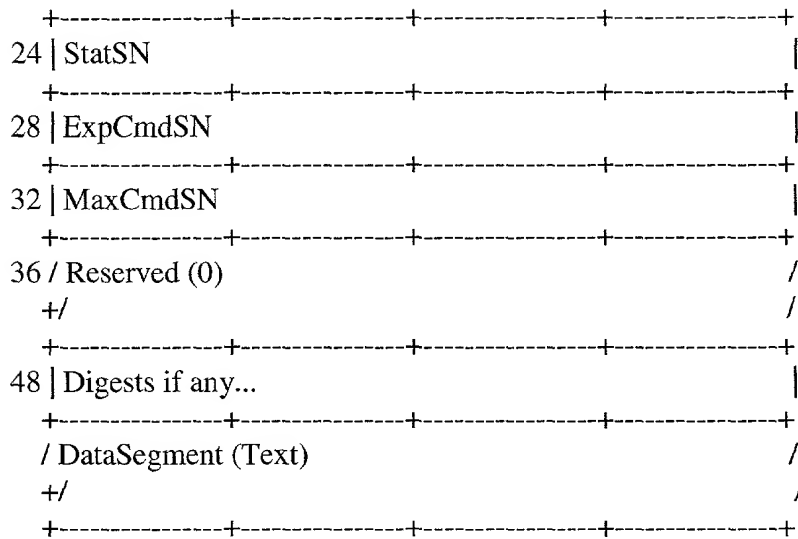 +---------------+---------------+---------------+---------------+
24 | StatSN |
+---------------+---------------+---------------+---------------+
28 | ExpCmdSN |
+---------------+---------------+---------------+---------------+
32 | MaxCmdSN |
+---------------+---------------+---------------+---------------+
36 / Reserved (0) /
+/ /
+---------------+---------------+---------------+---------------+
48 | Digests if any... |
+---------------+---------------+---------------+---------------+
/ DataSegment (Text) /
+/ /
+---------------+---------------+---------------+---------------+